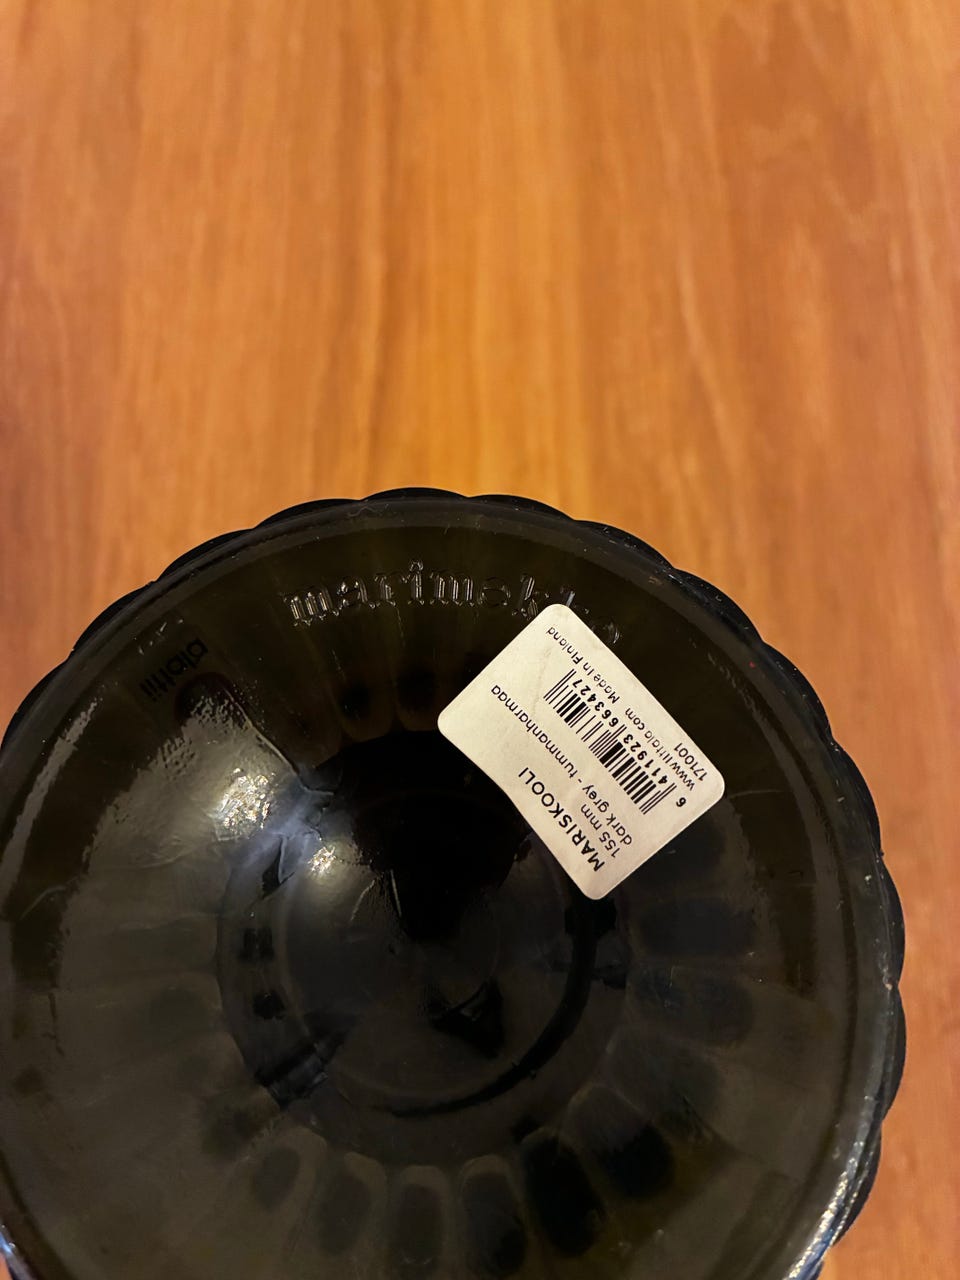 marimekko
iittala
MARISKOOLI
155 mm
dark grey - tummanharmaa
6 411923 663427
www.iittala.com Made in Finland
171001